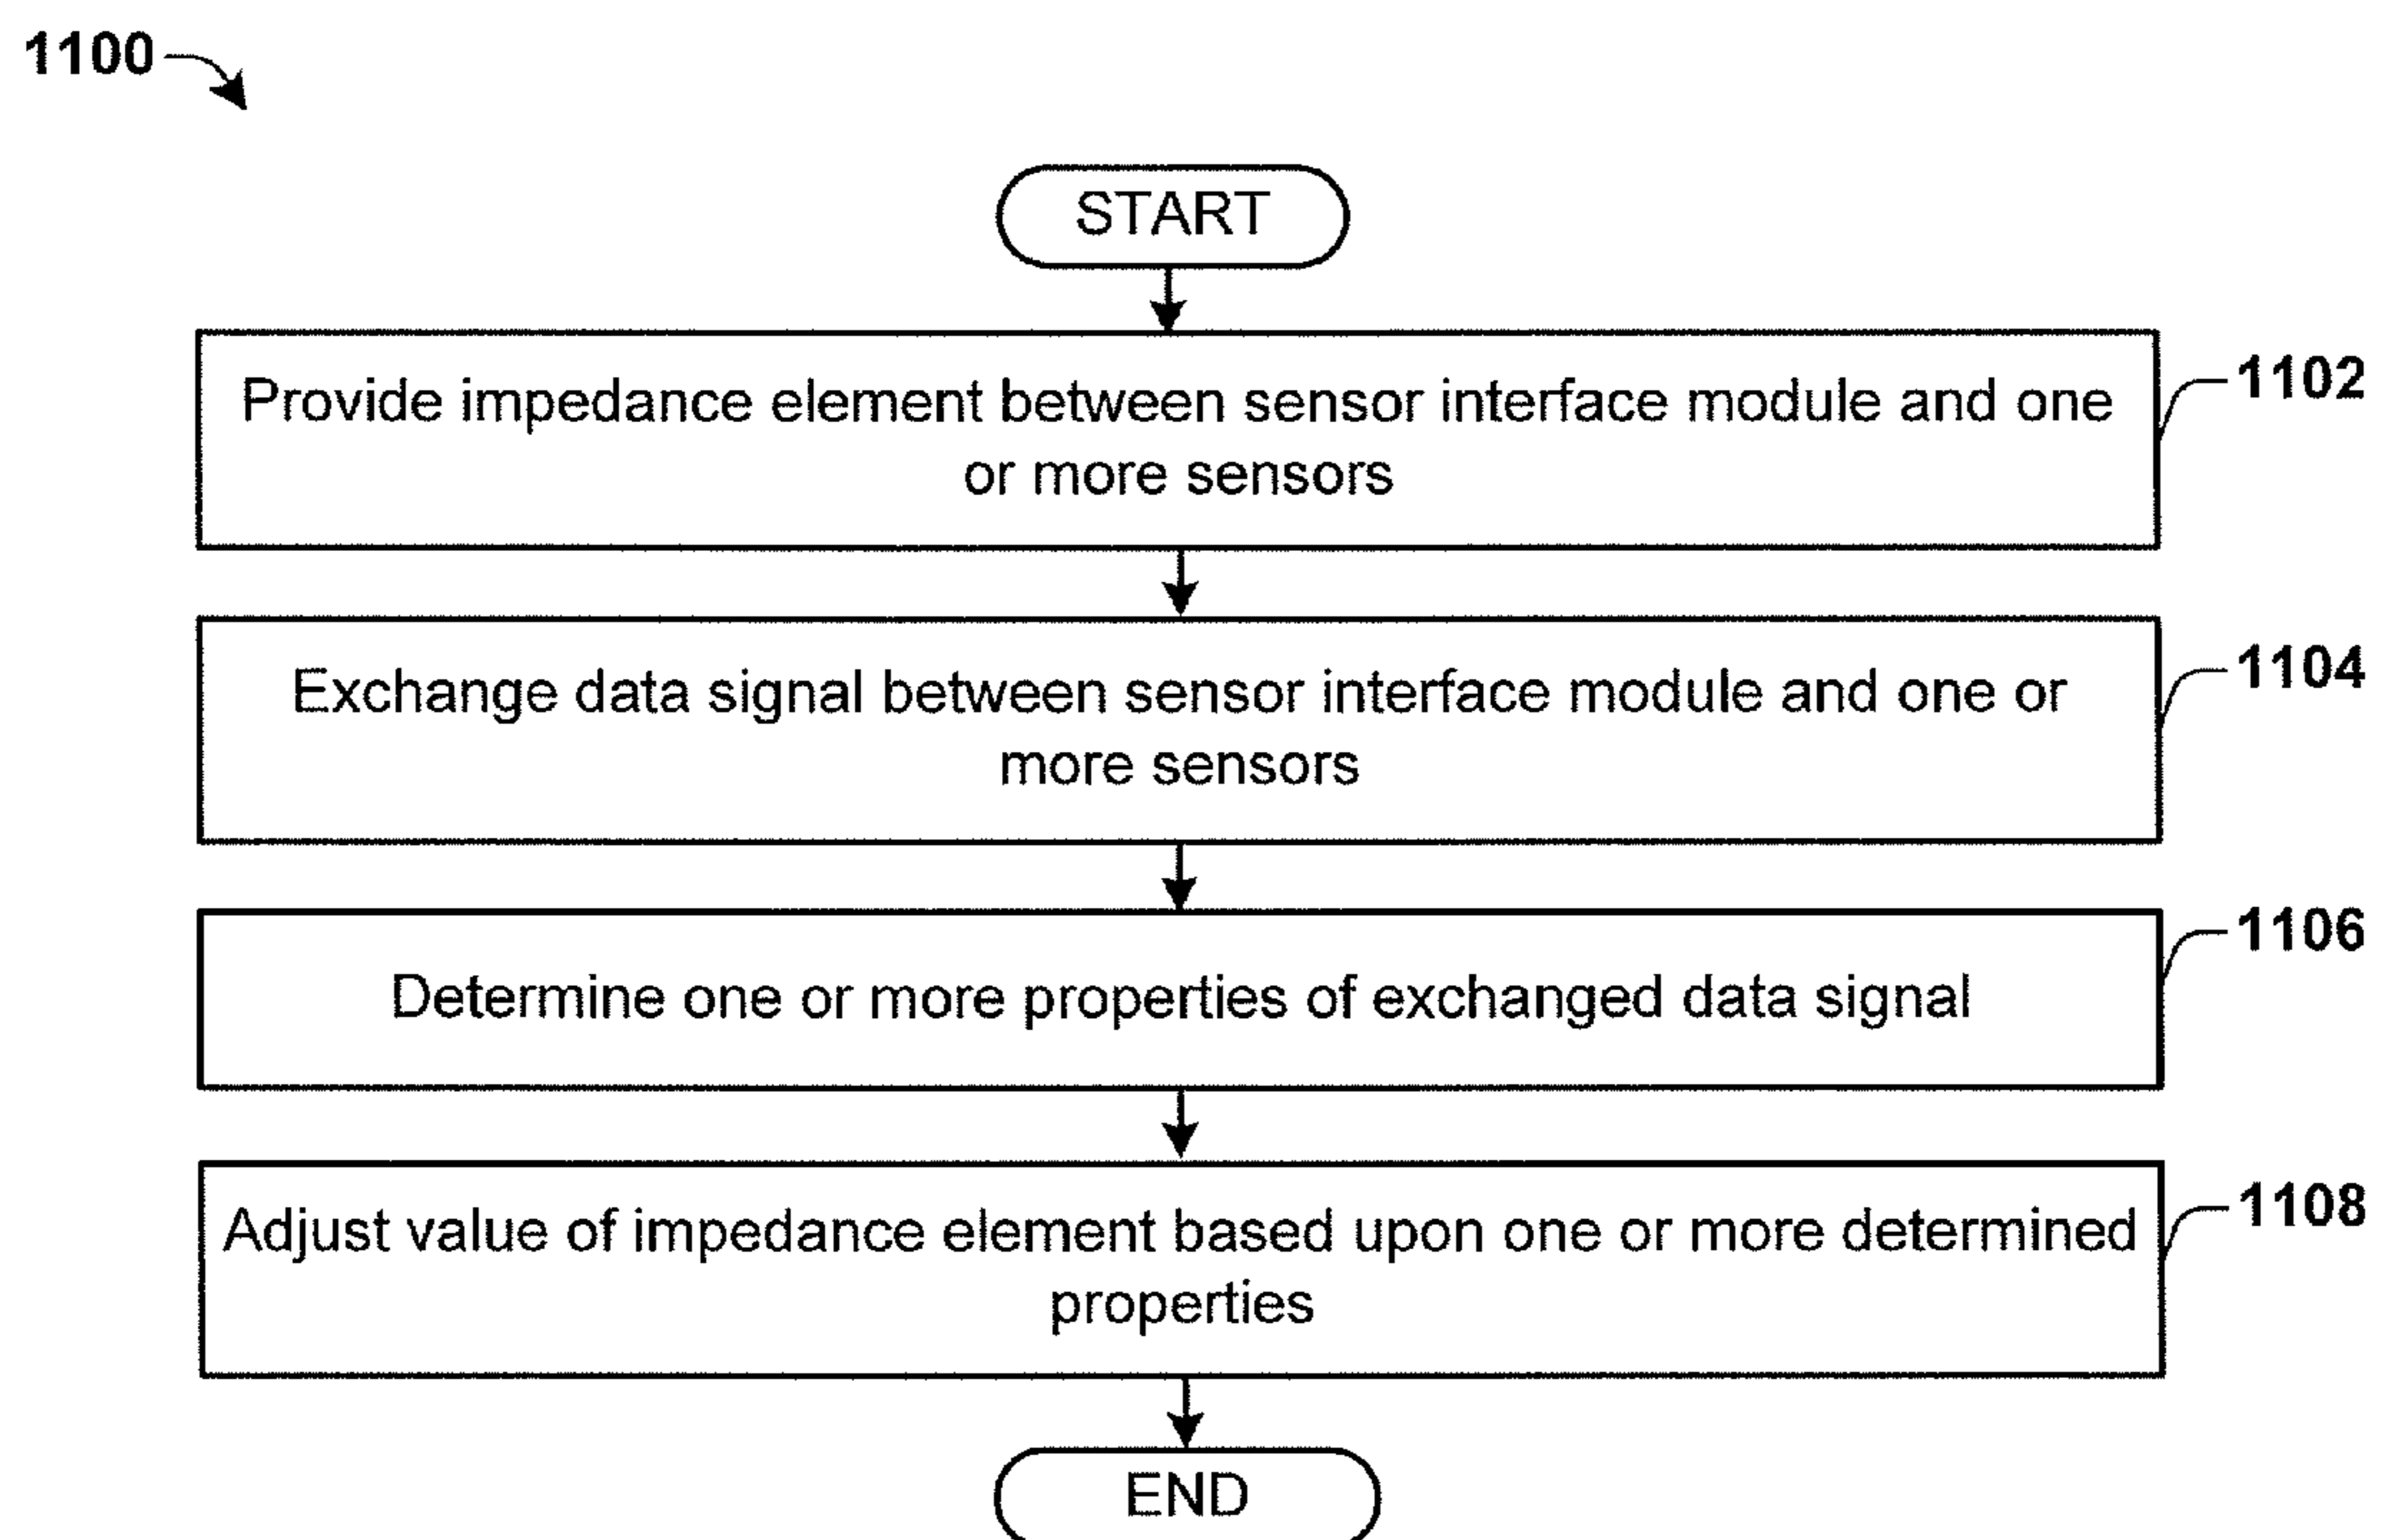 1100
START
Provide impedance element between sensor interface module and one
or more sensors
1102
Exchange data signal between sensor interface module and one or
more sensors
1104
Determine one or more properties of exchanged data signal
1106
Adjust value of impedance element based upon one or more determined
properties
1108
END